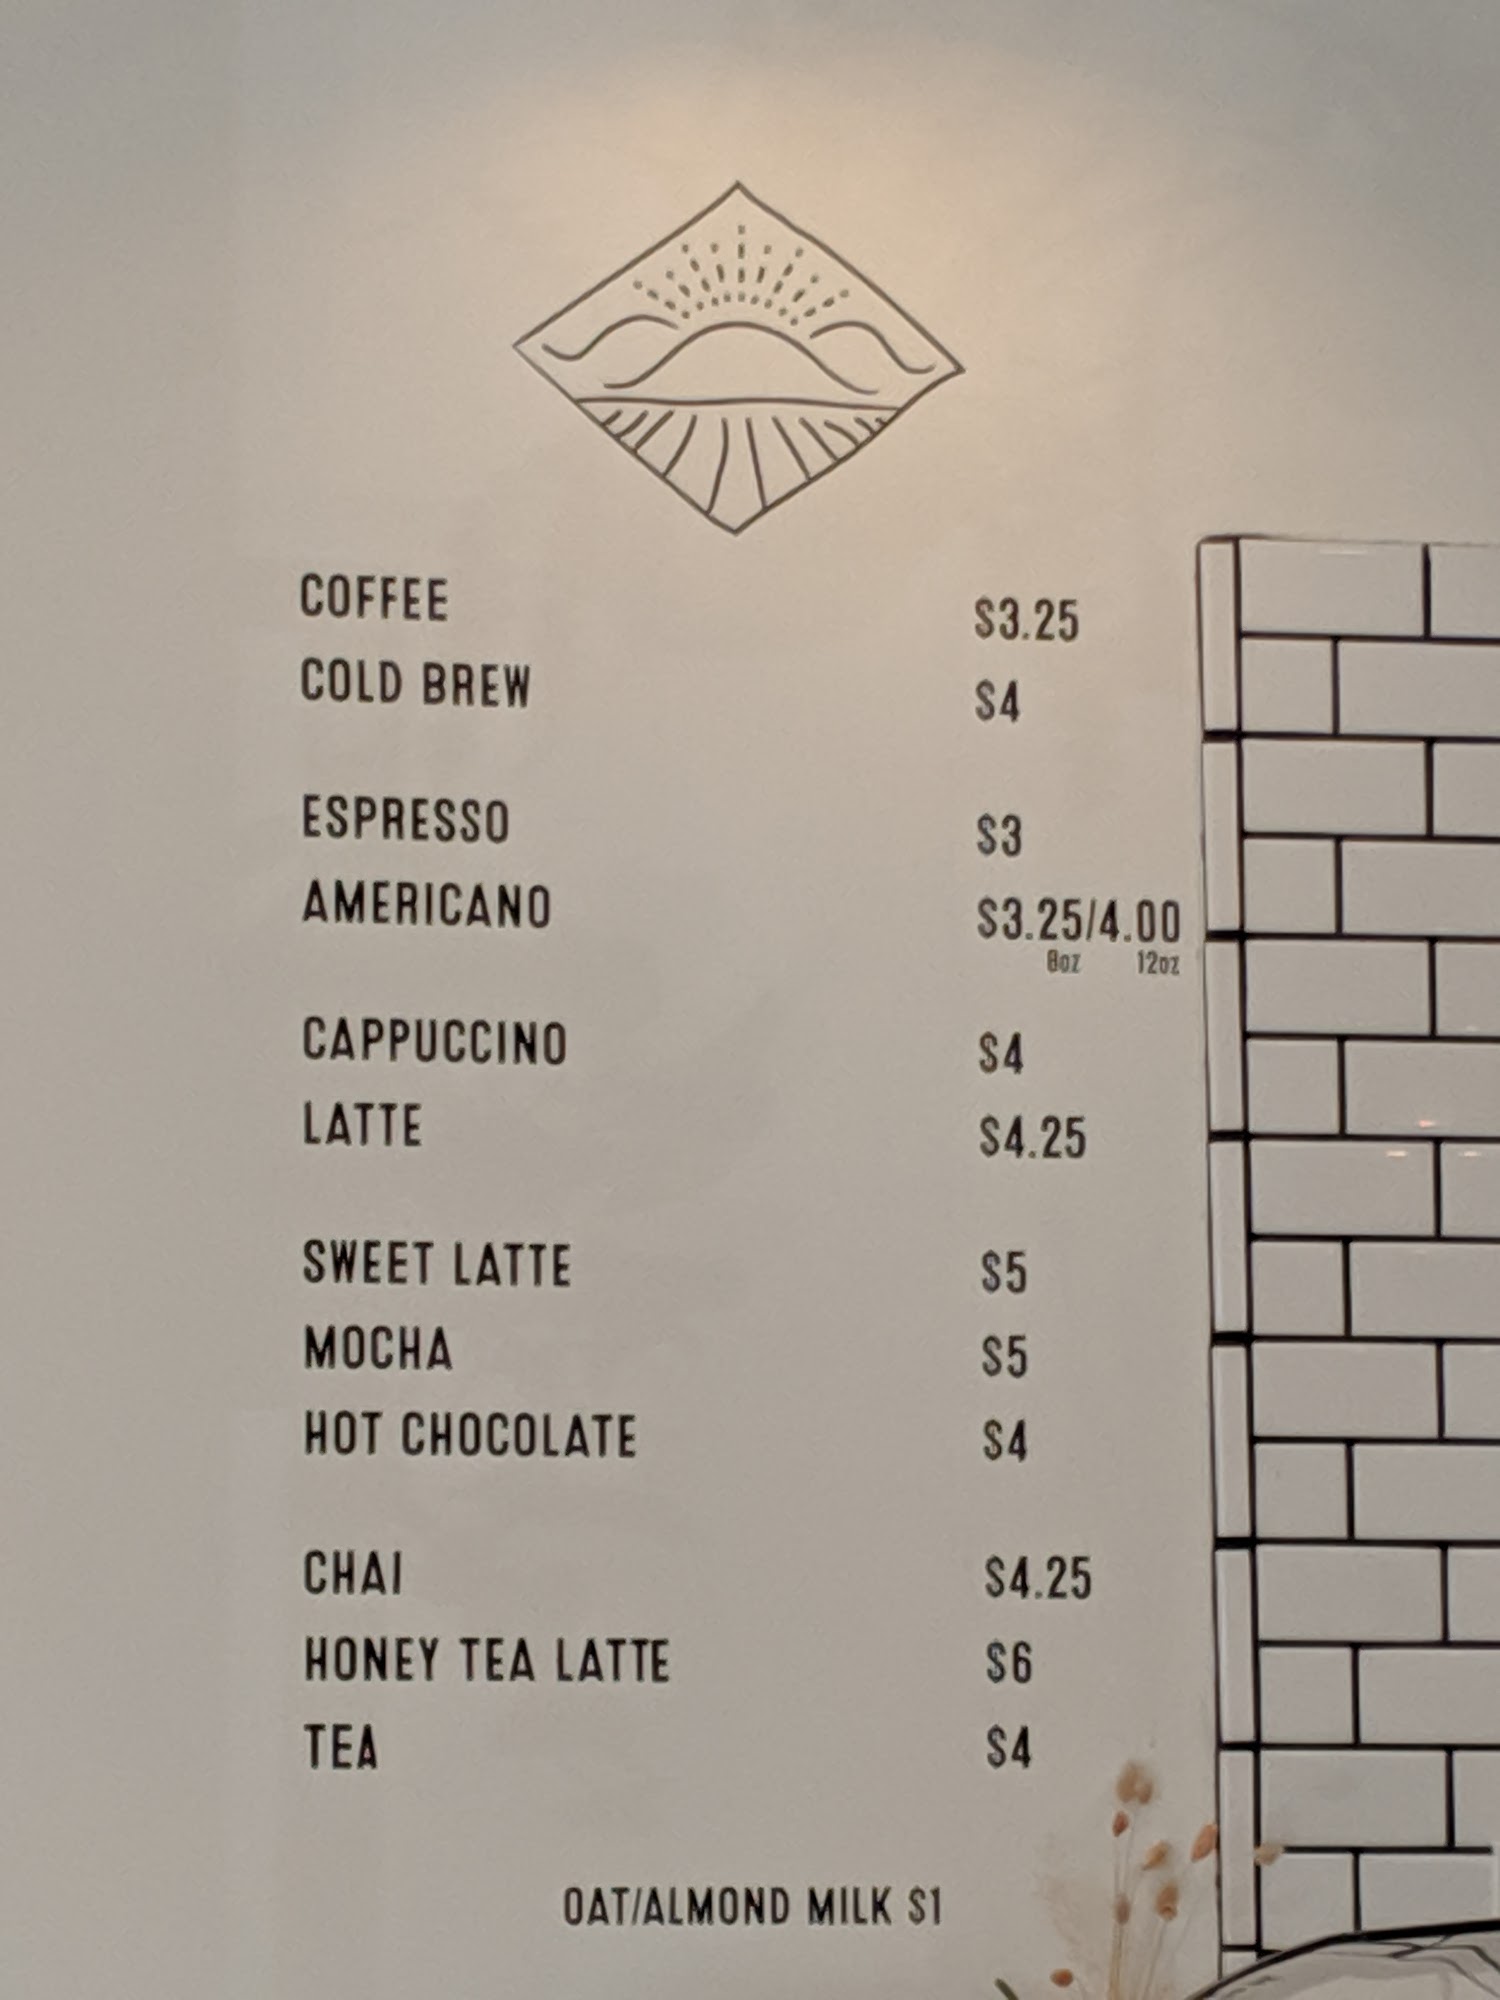 COFFEE $3.25
COLD BREW $4
ESPRESSO $3
AMERICANO $3.25/4.00
8oz 12oz
CAPPUCCINO $4
LATTE $4.25
SWEET LATTE $5
MOCHA $5
HOT CHOCOLATE $4
CHAI $4.25
HONEY TEA LATTE $6
TEA $4
OAT/ALMOND MILK $1